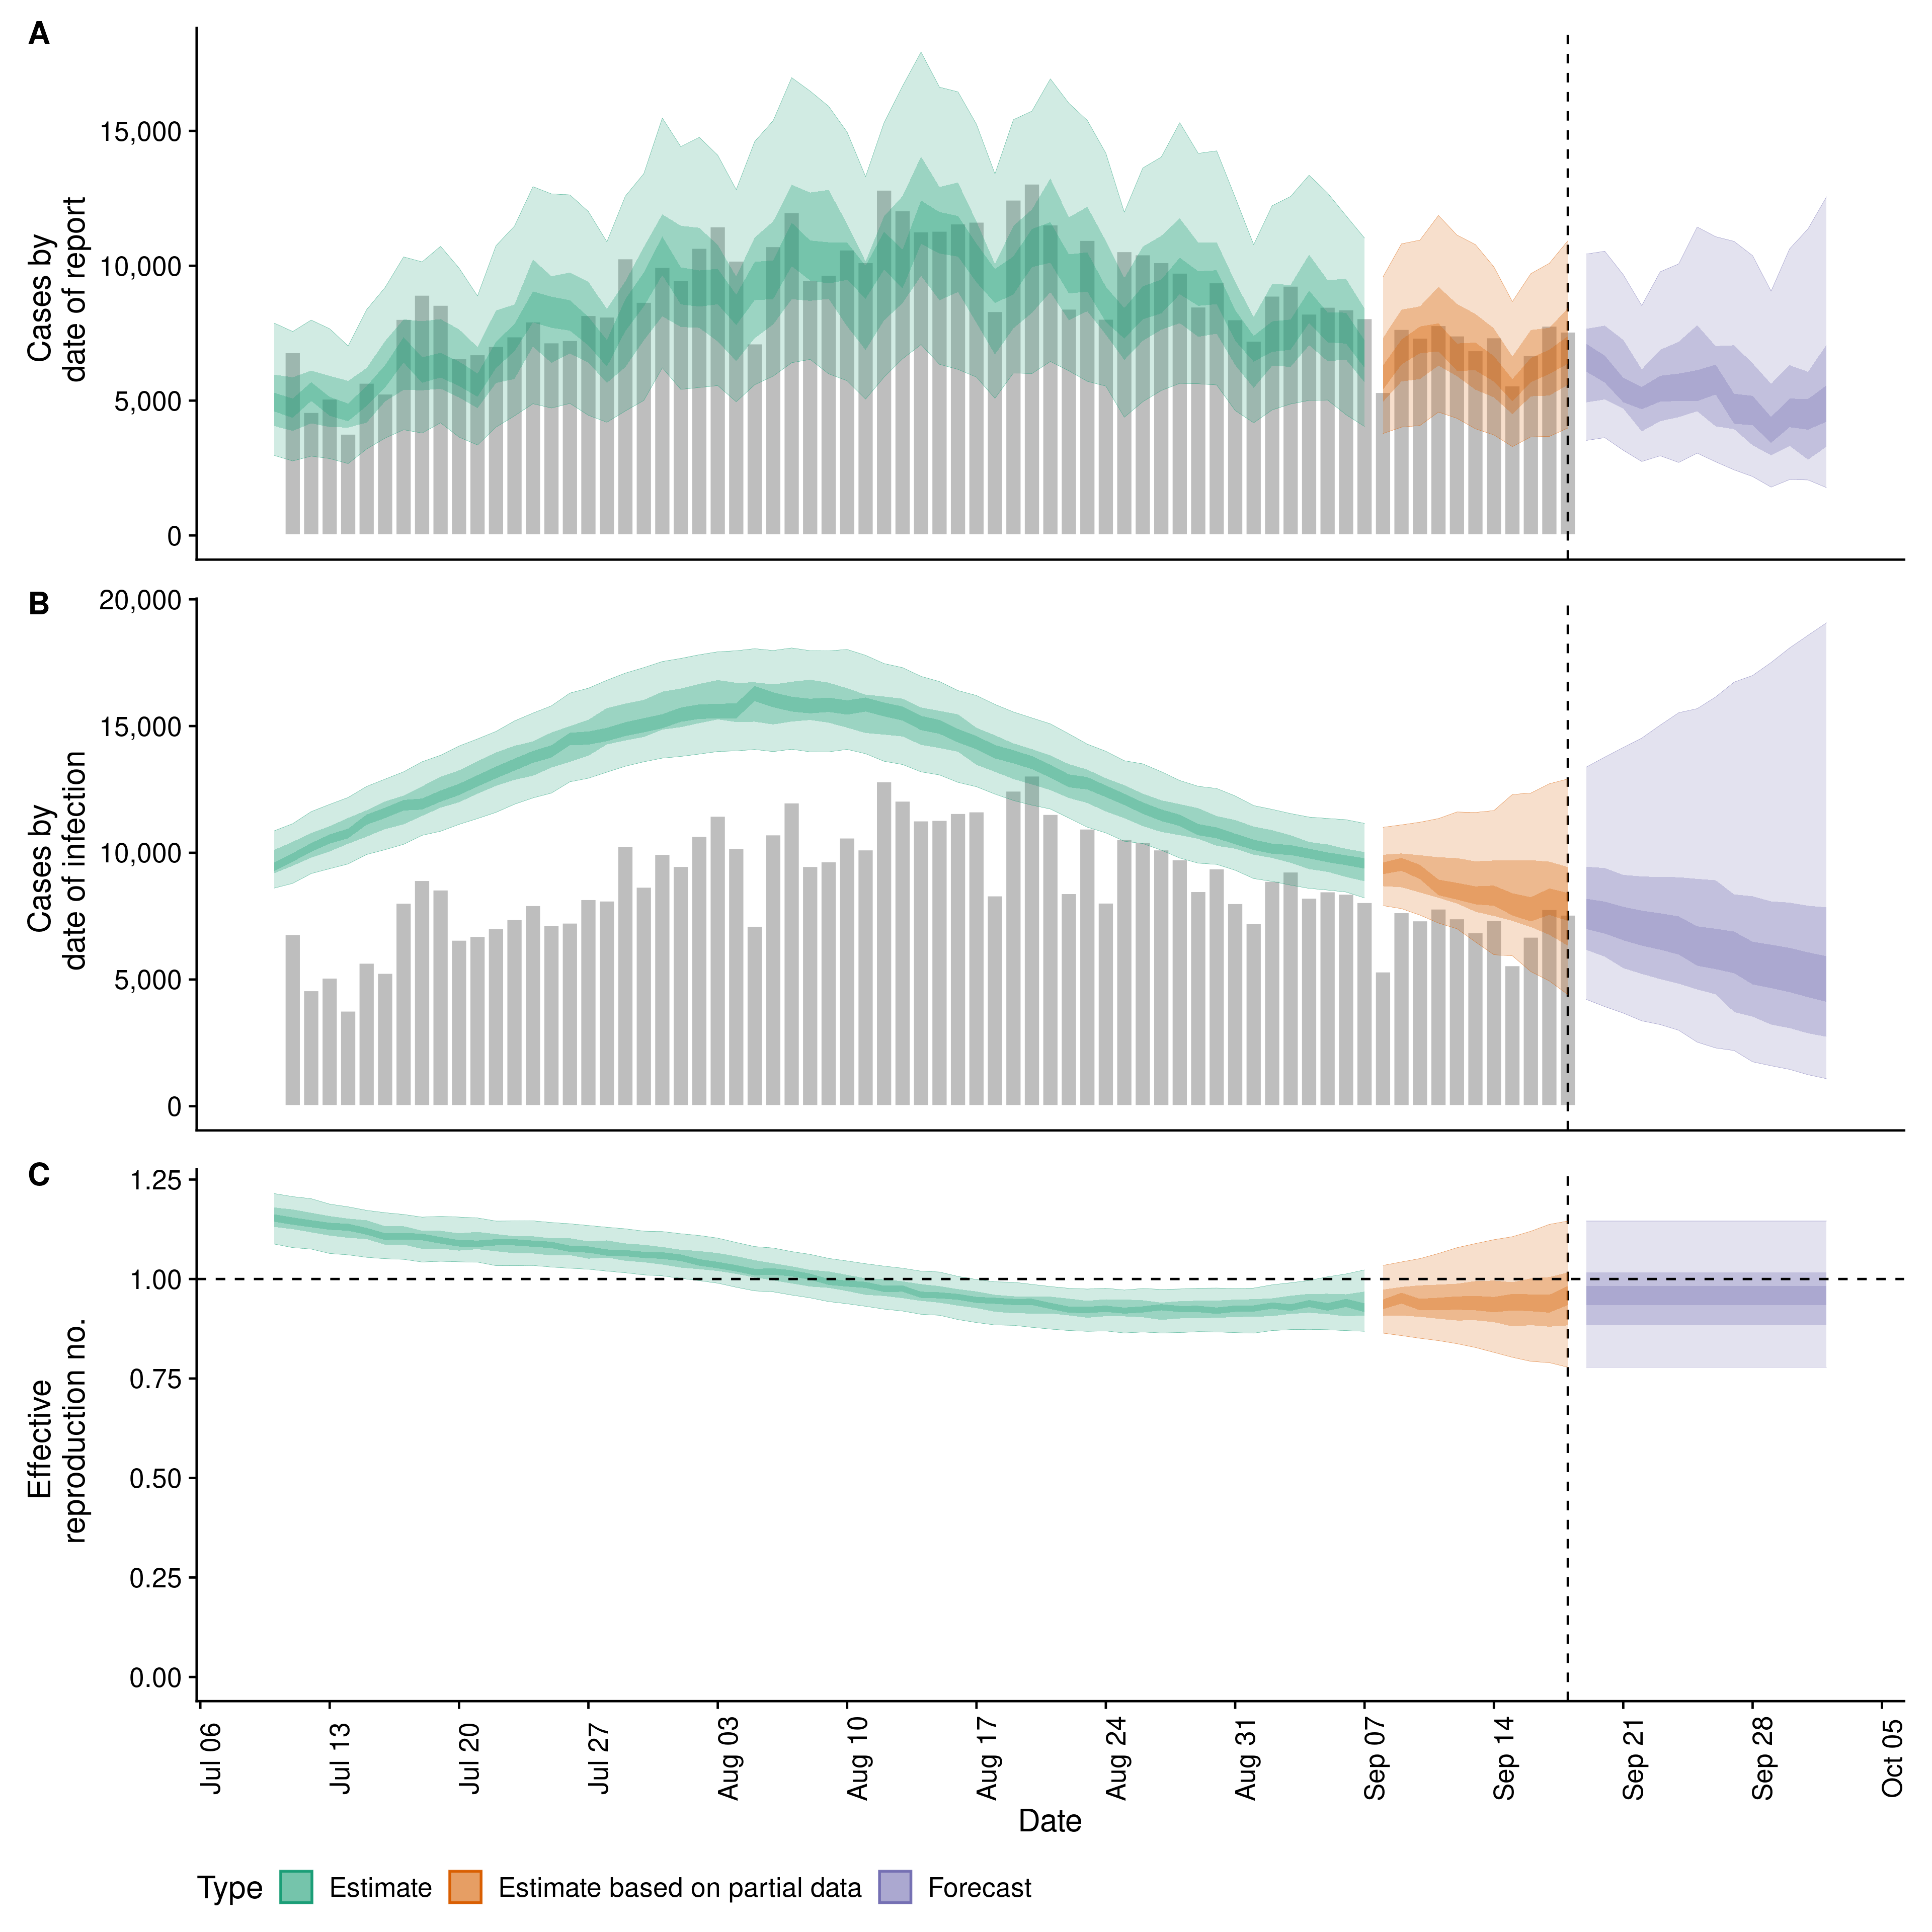 A
Cases by
date of report
15,000
10,000
5,000
0
B
Cases by
date of infection
20,000
15,000
10,000
5,000
0
C
Effective
reproduction no.
1.25
1.00
0.75
0.50
0.25
0.00
Jul 06
Jul 13
Jul 20
Jul 27
Aug 03
Aug 10
Aug 17
Aug 24
Aug 31
Sep 07
Sep 14
Sep 21
Sep 28
Oct 05
Date
Type Estimate Estimate based on partial data Forecast